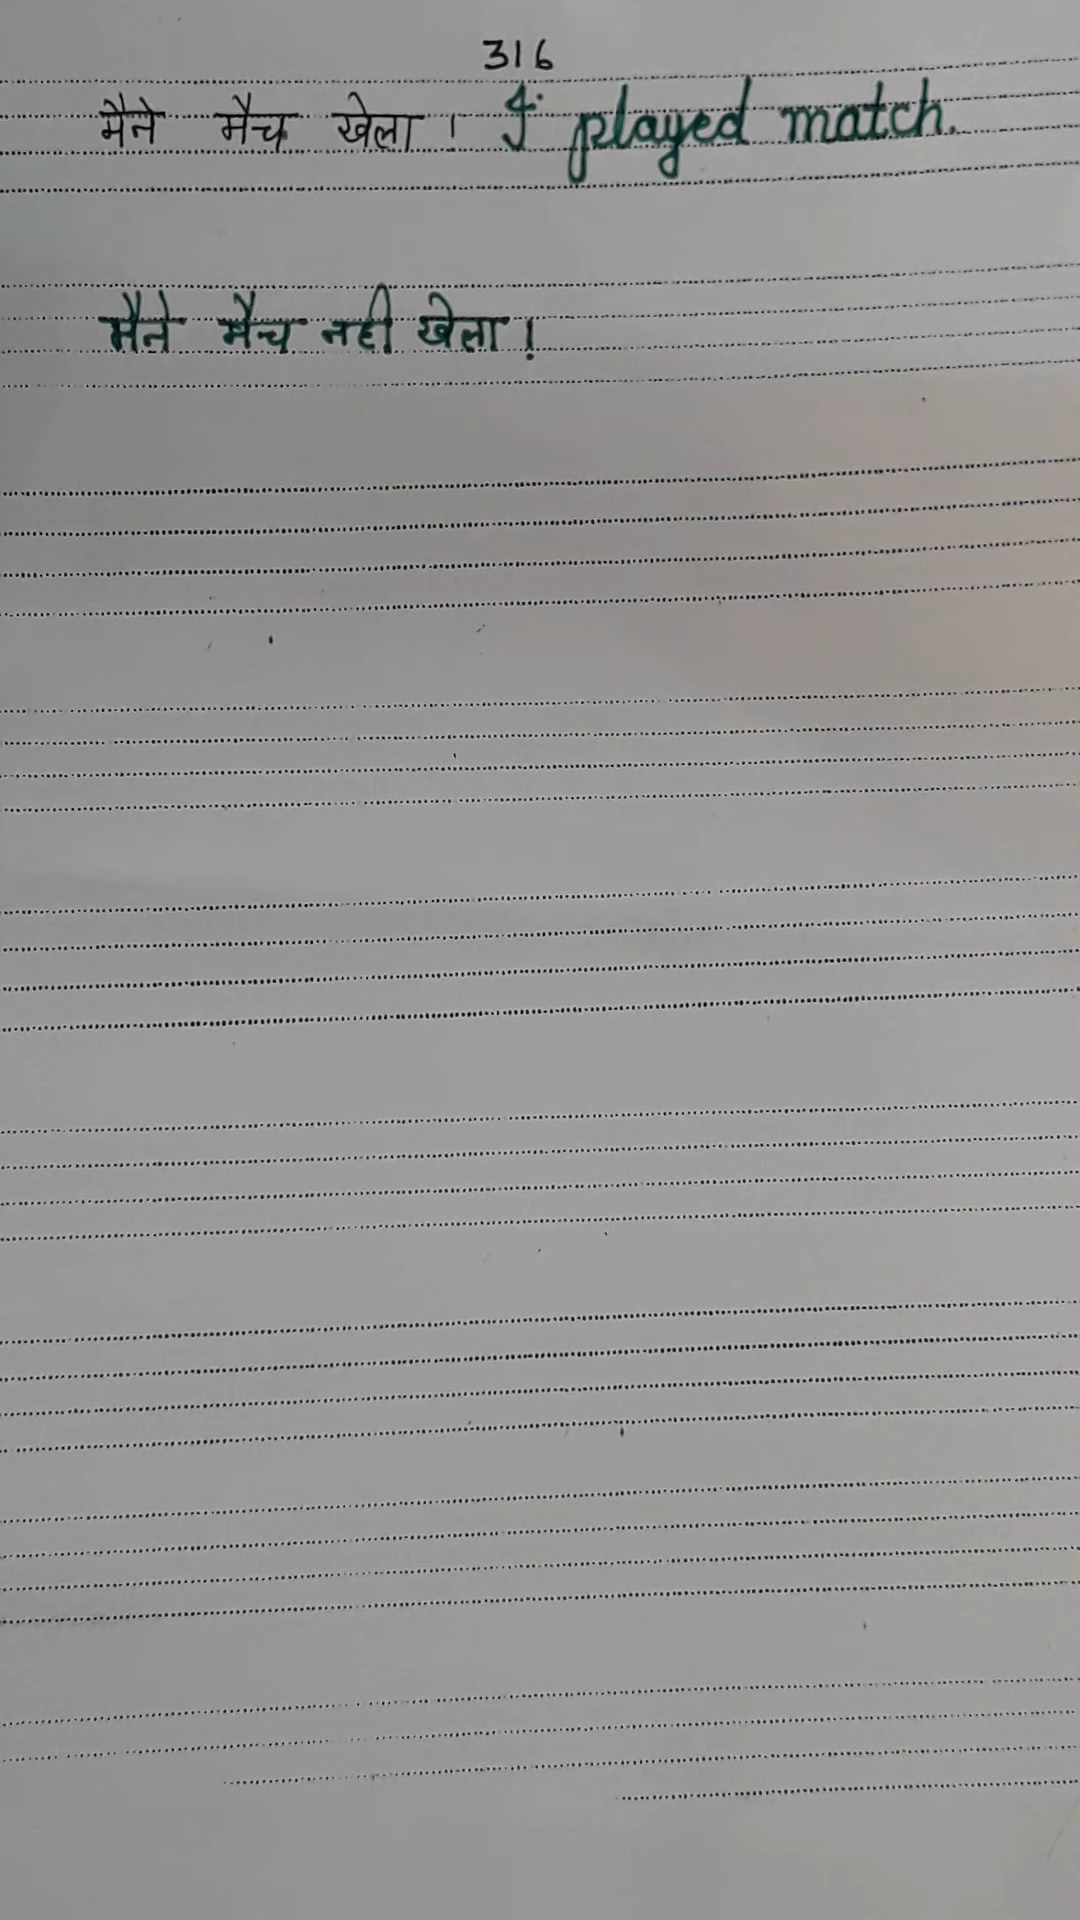 316
मैने मैच खेला । I played match.
मैने मैच नही खेला !